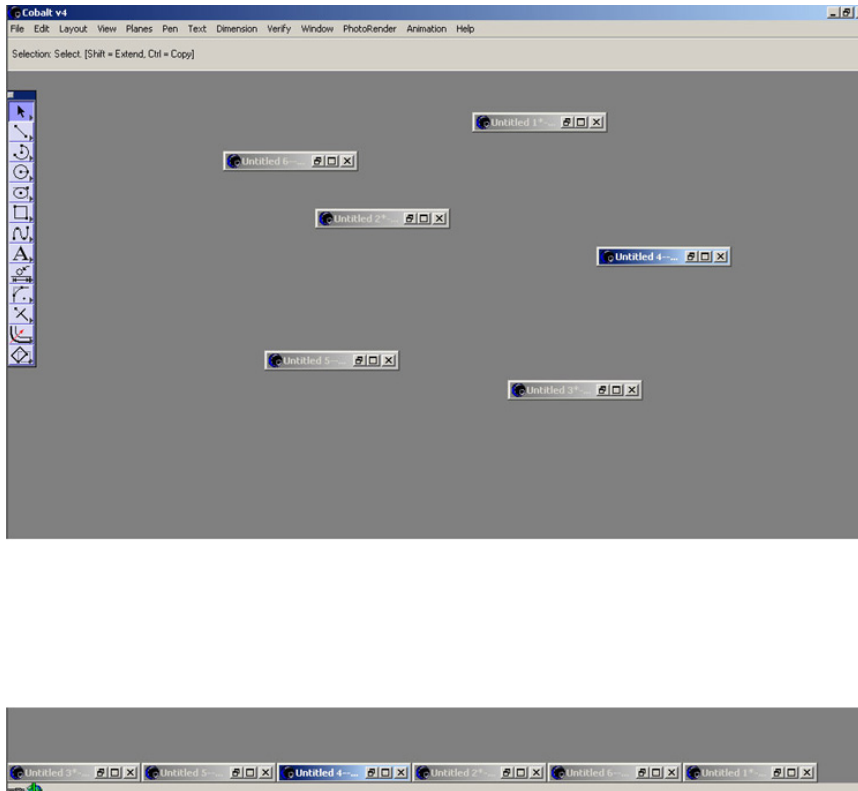 Cobalt v4
File Edit Layout View Planes Pen Text Dimension Verify Window PhotoRender Animation Help
Selection: Select. [Shift = Extend, Ctrl = Copy]
Untitled 1*-...
Untitled 6--...
Untitled 2*-...
Untitled 4--...
Untitled 5--...
Untitled 3*-...
A
Untitled 3*-... Untitled 5--... Untitled 4--... Untitled 2*-... Untitled 6--... Untitled 1*-...